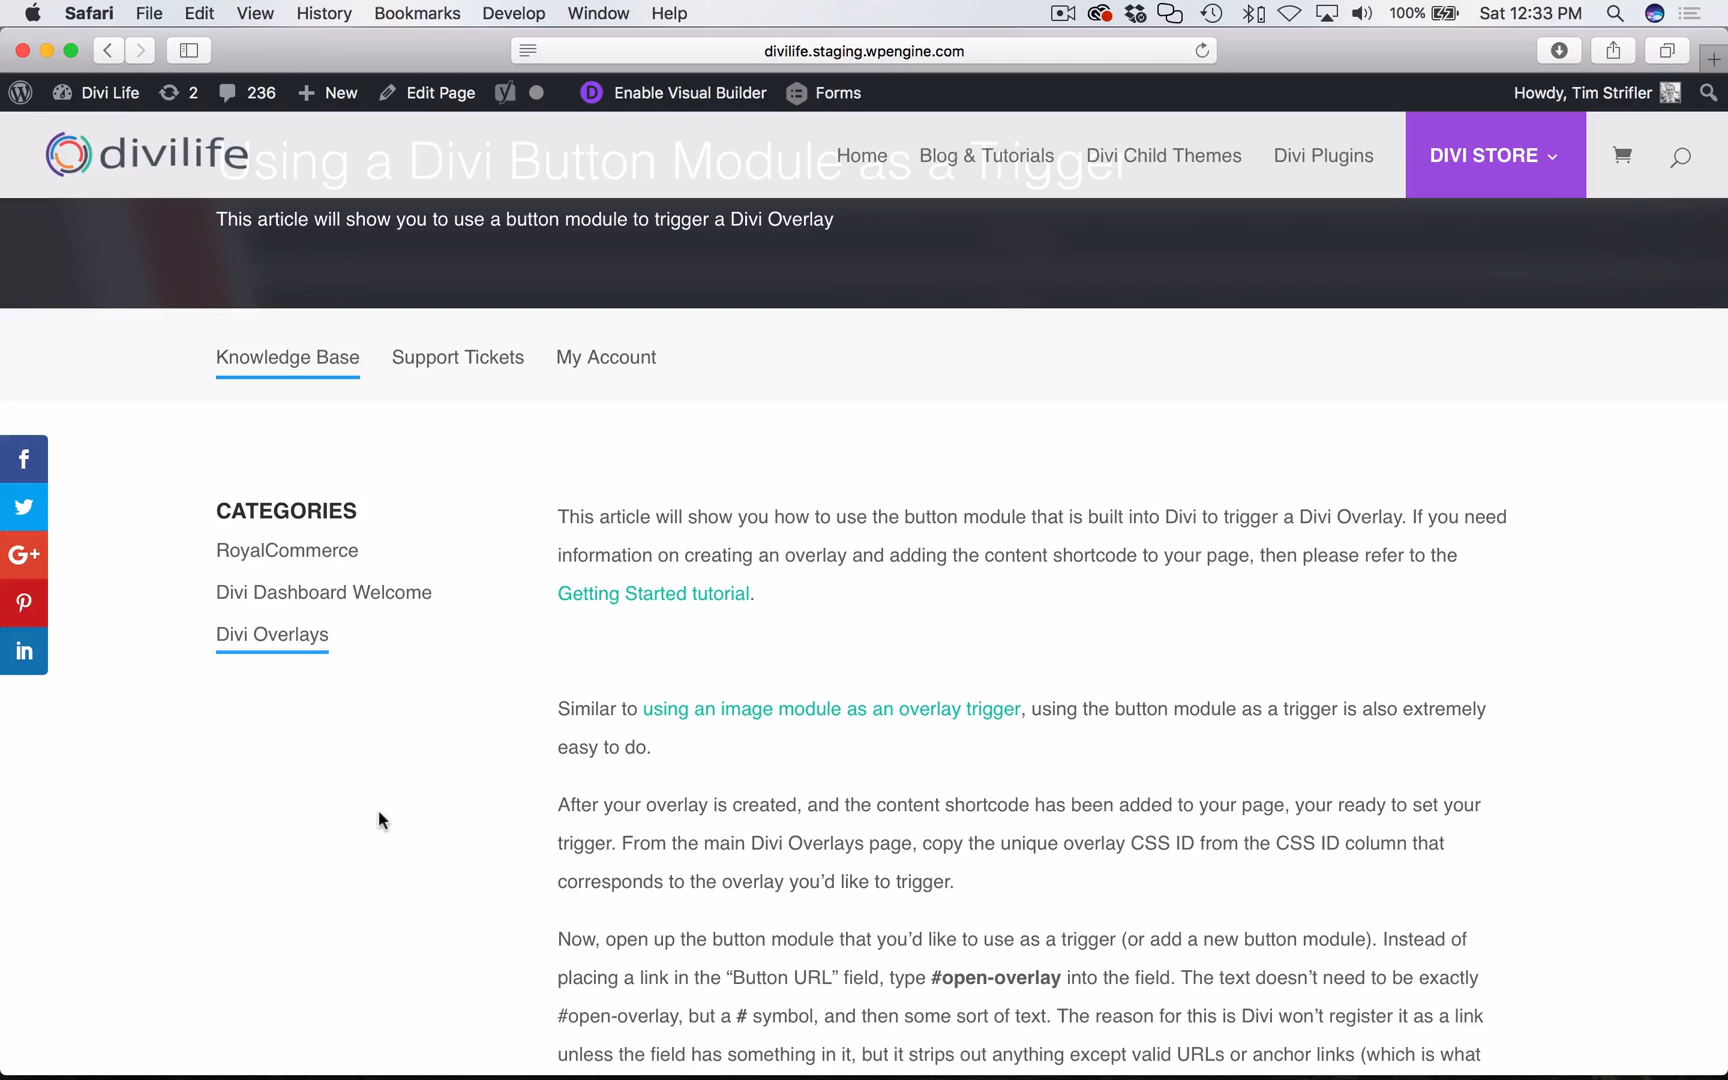 Safari File Edit View History Bookmarks Develop Window Help 100% Sat 12:33 PM
divilife.staging.wpengine.com
Divi Life 2 236 New Edit Page Enable Visual Builder Forms Howdy, Tim Strifler
divilife Home Blog & Tutorials Divi Child Themes Divi Plugins DIVI STORE
Using a Divi Button Module as a Trigger
This article will show you to use a button module to trigger a Divi Overlay
Knowledge Base Support Tickets My Account
CATEGORIES
RoyalCommerce
Divi Dashboard Welcome
Divi Overlays
This article will show you how to use the button module that is built into Divi to trigger a Divi Overlay. If you need
information on creating an overlay and adding the content shortcode to your page, then please refer to the
Getting Started tutorial.
Similar to using an image module as an overlay trigger, using the button module as a trigger is also extremely
easy to do.
After your overlay is created, and the content shortcode has been added to your page, your ready to set your
trigger. From the main Divi Overlays page, copy the unique overlay CSS ID from the CSS ID column that
corresponds to the overlay you’d like to trigger.
Now, open up the button module that you’d like to use as a trigger (or add a new button module). Instead of
placing a link in the “Button URL” field, type #open-overlay into the field. The text doesn’t need to be exactly
#open-overlay, but a # symbol, and then some sort of text. The reason for this is Divi won’t register it as a link
unless the field has something in it, but it strips out anything except valid URLs or anchor links (which is what